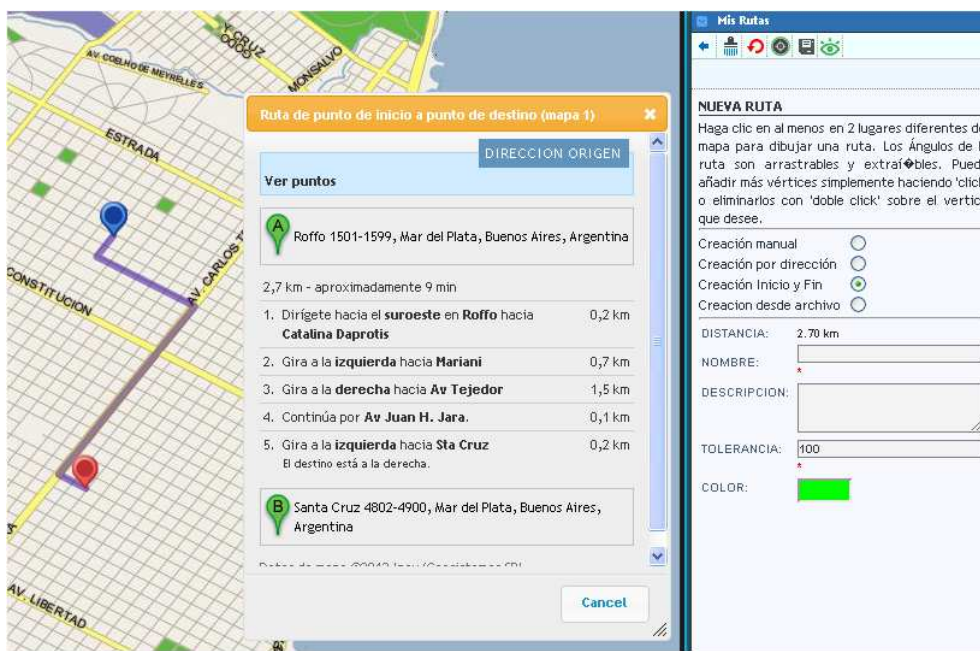 Y CRUZ
AV COELHO DE MEYRELLES
MONSALVO
ESTRADA
CONSTITUCION
AV. CARLOS
AV. LIBERTAD
Ruta de punto de inicio a punto de destino (mapa 1)
DIRECCION ORIGEN
Ver puntos
A
Roffo 1501-1599, Mar del Plata, Buenos Aires, Argentina
2,7 km - aproximadamente 9 min
1. Dirígete hacia el suroeste en Roffo hacia 0,2 km
Catalina Daprotis
2. Gira a la izquierda hacia Mariani 0,7 km
3. Gira a la derecha hacia Av Tejedor 1,5 km
4. Continúa por Av Juan H. Jara. 0,1 km
5. Gira a la izquierda hacia Sta Cruz 0,2 km
El destino está a la derecha.
B
Santa Cruz 4802-4900, Mar del Plata, Buenos Aires,
Argentina
Cancel
Mis Rutas
NUEVA RUTA
Haga clic en al menos en 2 lugares diferentes de
mapa para dibujar una ruta. Los Ángulos de
ruta son arrastrables y extraí�bles. Pued
añadir más vértices simplemente haciendo 'click
o eliminarlos con 'doble click' sobre el vertic
que desee.
Creación manual
Creación por dirección
Creación Inicio y Fin
Creacion desde archivo
DISTANCIA: 2.70 km
NOMBRE:
*
DESCRIPCION:
TOLERANCIA: 100
*
COLOR: